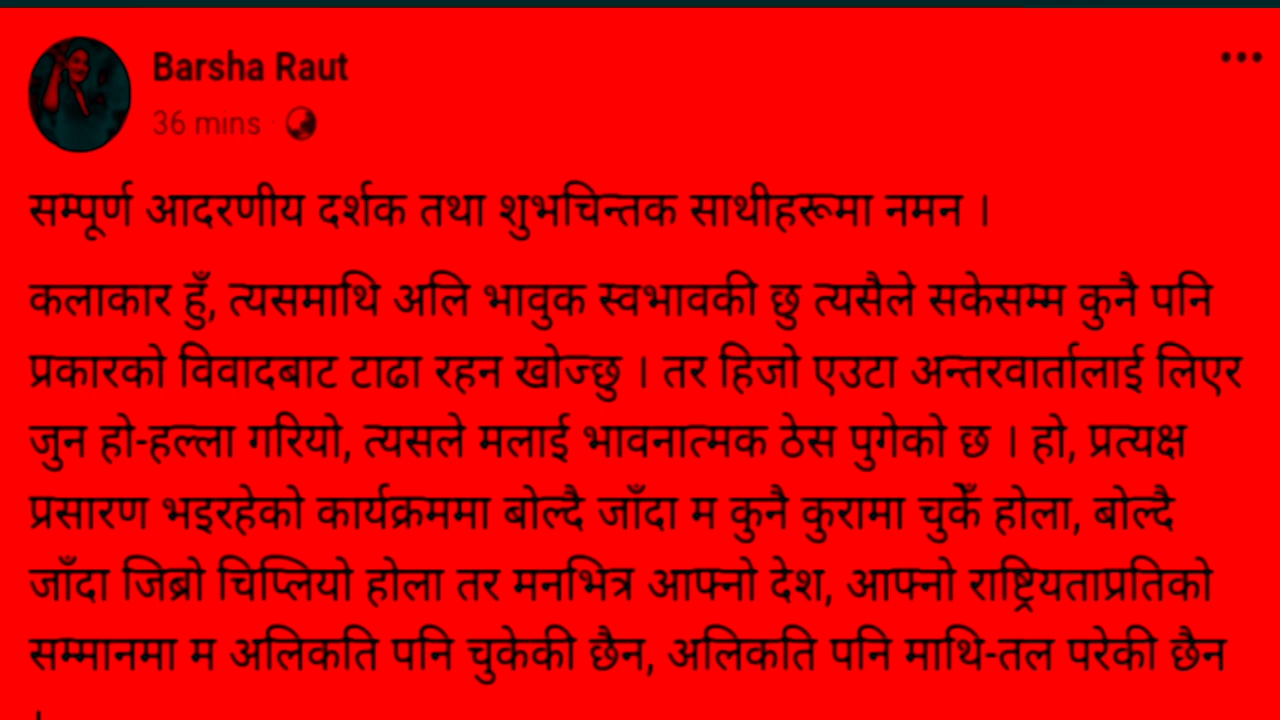 Barsha Raut
36 mins ·
सम्पूर्ण आदरणीय दर्शक तथा शुभचिन्तक साथीहरूमा नमन ।
कलाकार हुँ, त्यसमाथि अलि भावुक स्वभावकी छु त्यसैले सकेसम्म कुनै पनि
प्रकारको विवादबाट टाढा रहन खोज्छु । तर हिजो एउटा अन्तरवार्तालाई लिएर
जुन हो-हल्ला गरियो, त्यसले मलाई भावनात्मक ठेस पुगेको छ । हो, प्रत्यक्ष
प्रसारण भइरहेको कार्यक्रममा बोल्दै जाँदा म कुनै कुरामा चुकेँ होला, बोल्दै
जाँदा जिब्रो चिप्लियो होला तर मनभित्र आफ्नो देश, आफ्नो राष्ट्रियताप्रतिको
सम्मानमा म अलिकति पनि चुकेकी छैन, अलिकति पनि माथि-तल परेकी छैन
।